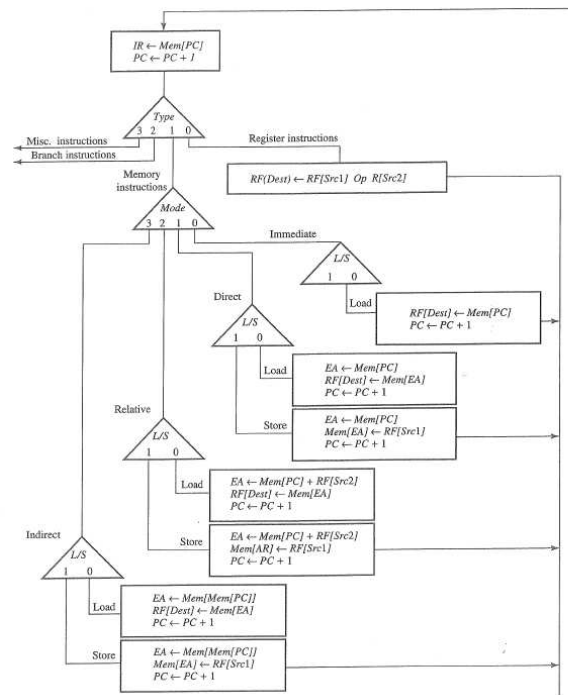 IR ← Mem[PC]
PC ← PC + 1
Type
3 2 1 0
Misc. instructions
Branch instructions
Register instructions
RF(Dest) ← RF[Src1] Op R[Src2]
Memory
instructions
Mode
3 2 1 0
Immediate
L/S
1 0
Load
RF[Dest] ← Mem[PC]
PC ← PC + 1
Direct
L/S
1 0
Load
EA ← Mem[PC]
RF[Dest] ← Mem[EA]
PC ← PC + 1
Store
EA ← Mem[PC]
Mem[EA] ← RF[Src1]
PC ← PC + 1
Relative
L/S
1 0
Load
EA ← Mem[PC] + RF[Src2]
RF[Dest] ← Mem[EA]
PC ← PC + 1
Store
EA ← Mem[PC] + RF[Src2]
Mem[AR] ← RF[Src1]
PC ← PC + 1
Indirect
L/S
1 0
Load
EA ← Mem[Mem[PC]]
RF[Dest] ← Mem[EA]
PC ← PC + 1
Store
EA ← Mem[Mem[PC]]
Mem[EA] ← RF[Src1]
PC ← PC + 1